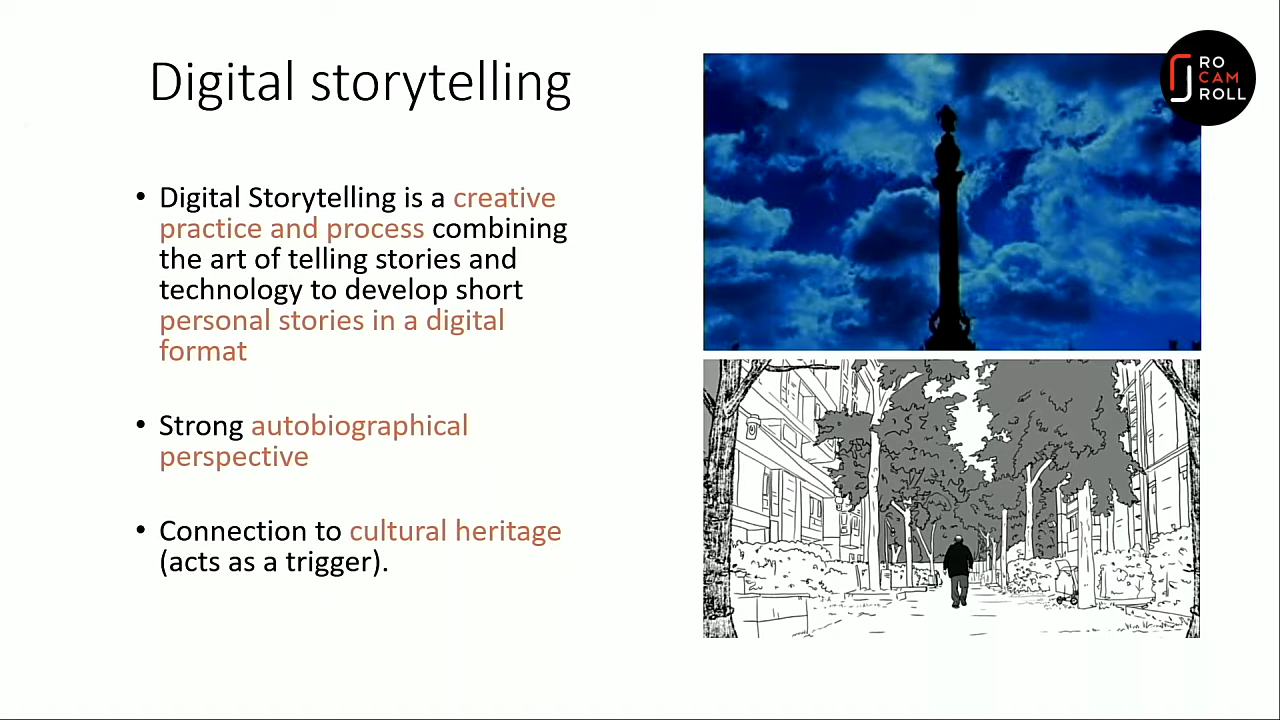 Digital storytelling
• Digital Storytelling is a creative
practice and process combining
the art of telling stories and
technology to develop short
personal stories in a digital
format
• Strong autobiographical
perspective
• Connection to cultural heritage
(acts as a trigger).
RO
CAM
ROLL